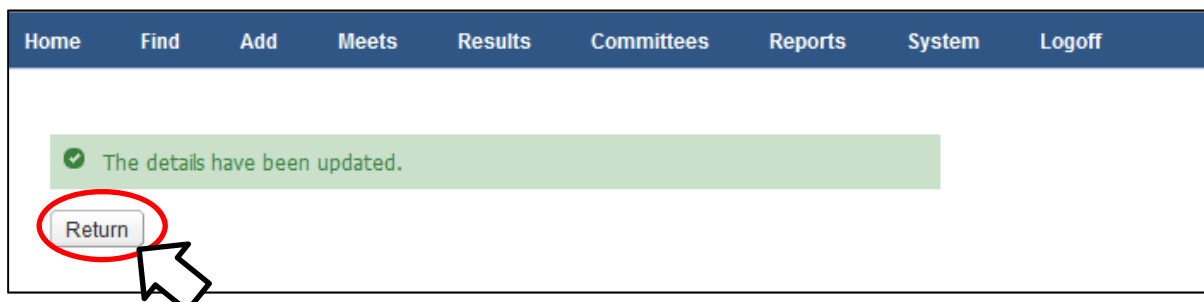 Home Find Add Meets Results Committees Reports System Logoff
The details have been updated.
Return